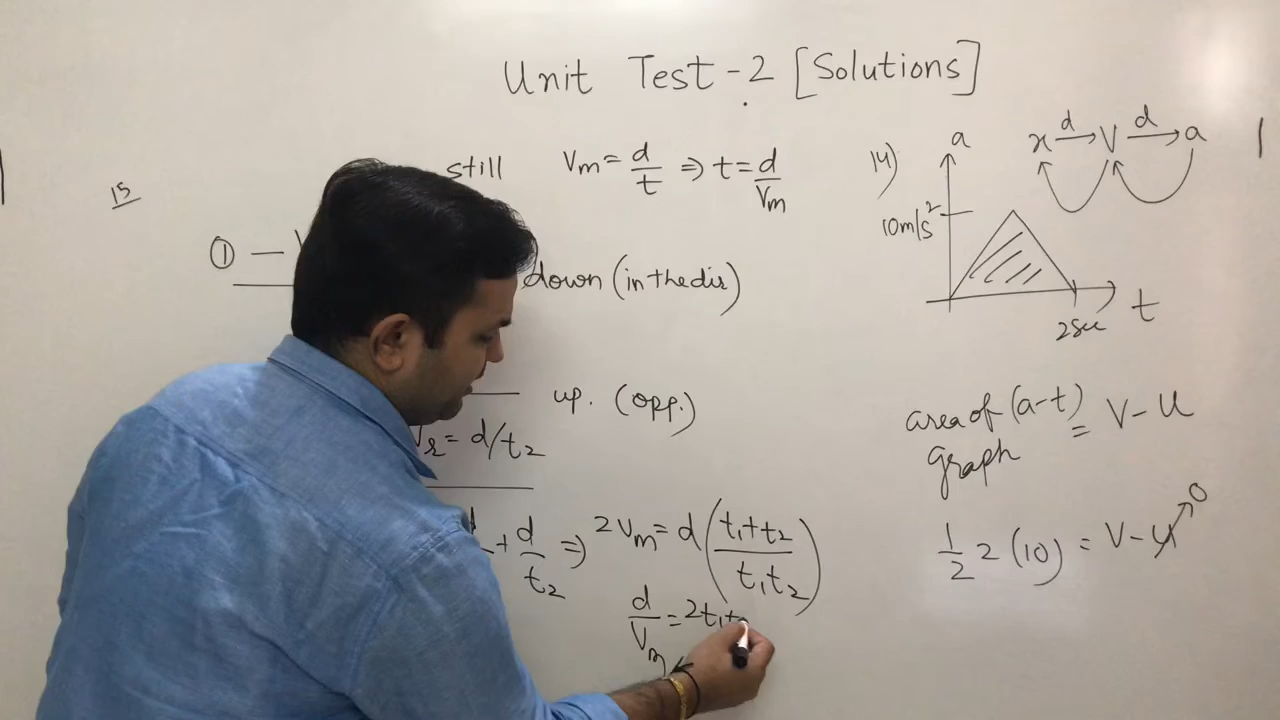 Unit Test-2 [Solutions]
15
still Vm = d/t ⇒ t = d/Vm
① — V
down (in the dir)
up. (opp.)
Vr = d/t2
+ d/t2 ⇒ 2Vm = d((t1+t2)/(t1t2))
d/Vm = 2t1t2
14)
a
x d→ V d→ a
10m/s²
2sec
t
area of (a-t) = V-u
graph
1/2 2 (10) = V-u ↗0